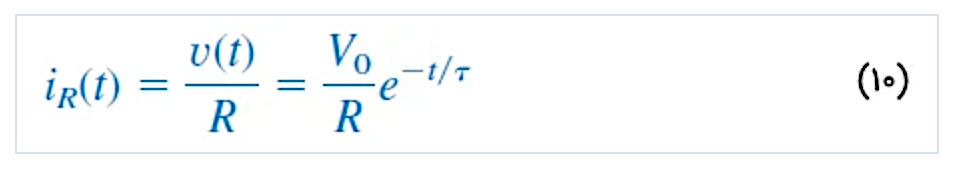 i_R(t) = v(t)/R = V_0/R e^{-t/τ} (۱۰)